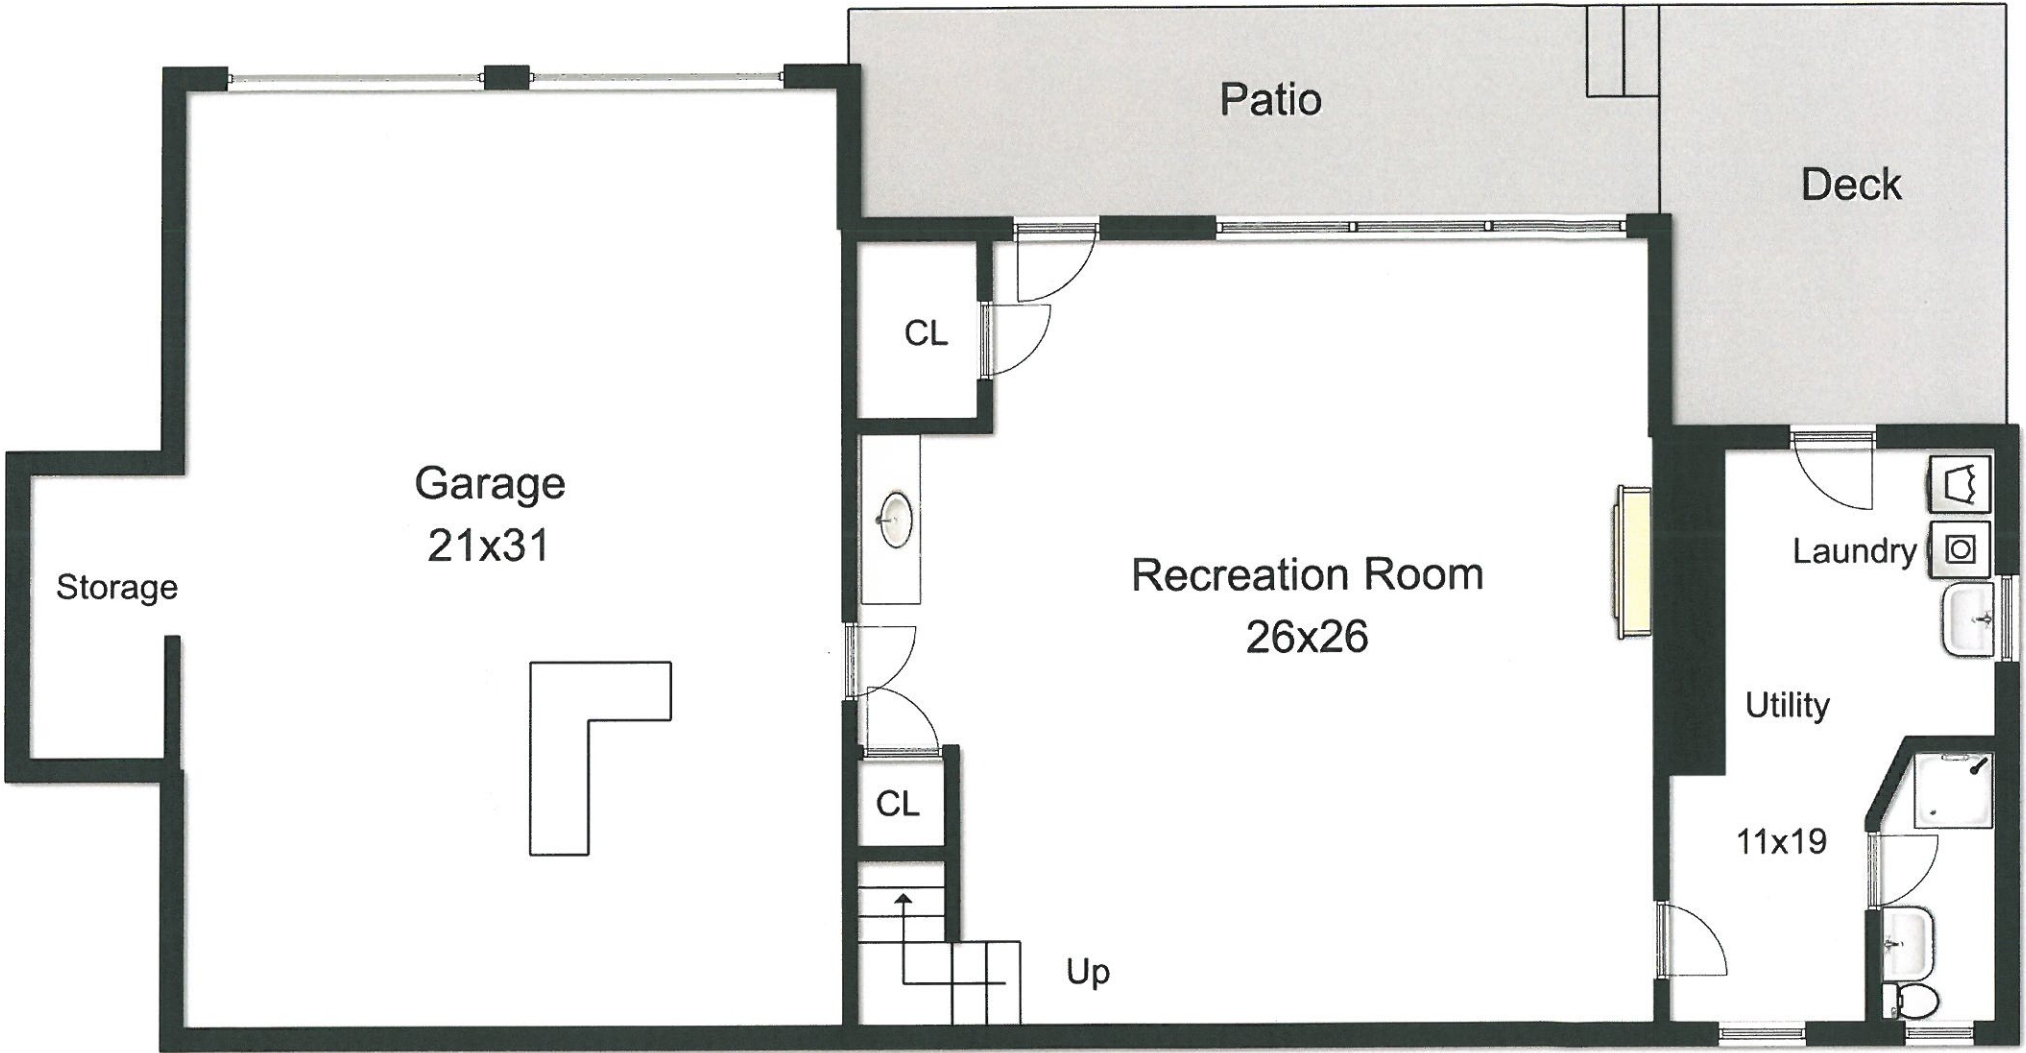 Patio
Deck
CL
Garage
21x31
Storage
Recreation Room
26x26
Laundry
Utility
CL
11x19
Up